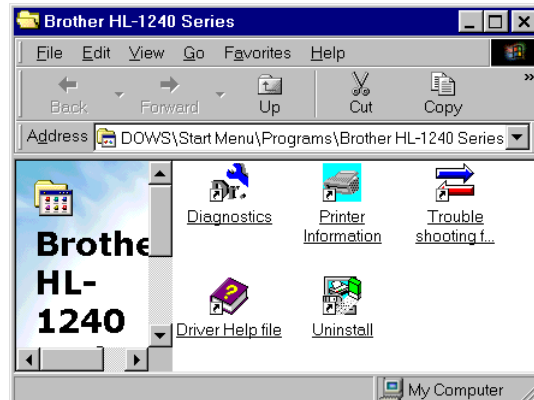 Brother HL-1240 Series
File Edit View Go Favorites Help
Back Forward Up Cut Copy »
Address DOWS\Start Menu\Programs\Brother HL-1240 Series
Brothe
HL-
1240
Dr.
Diagnostics
Printer
Information
Trouble
shooting f...
?
Driver Help file
Uninstall
My Computer